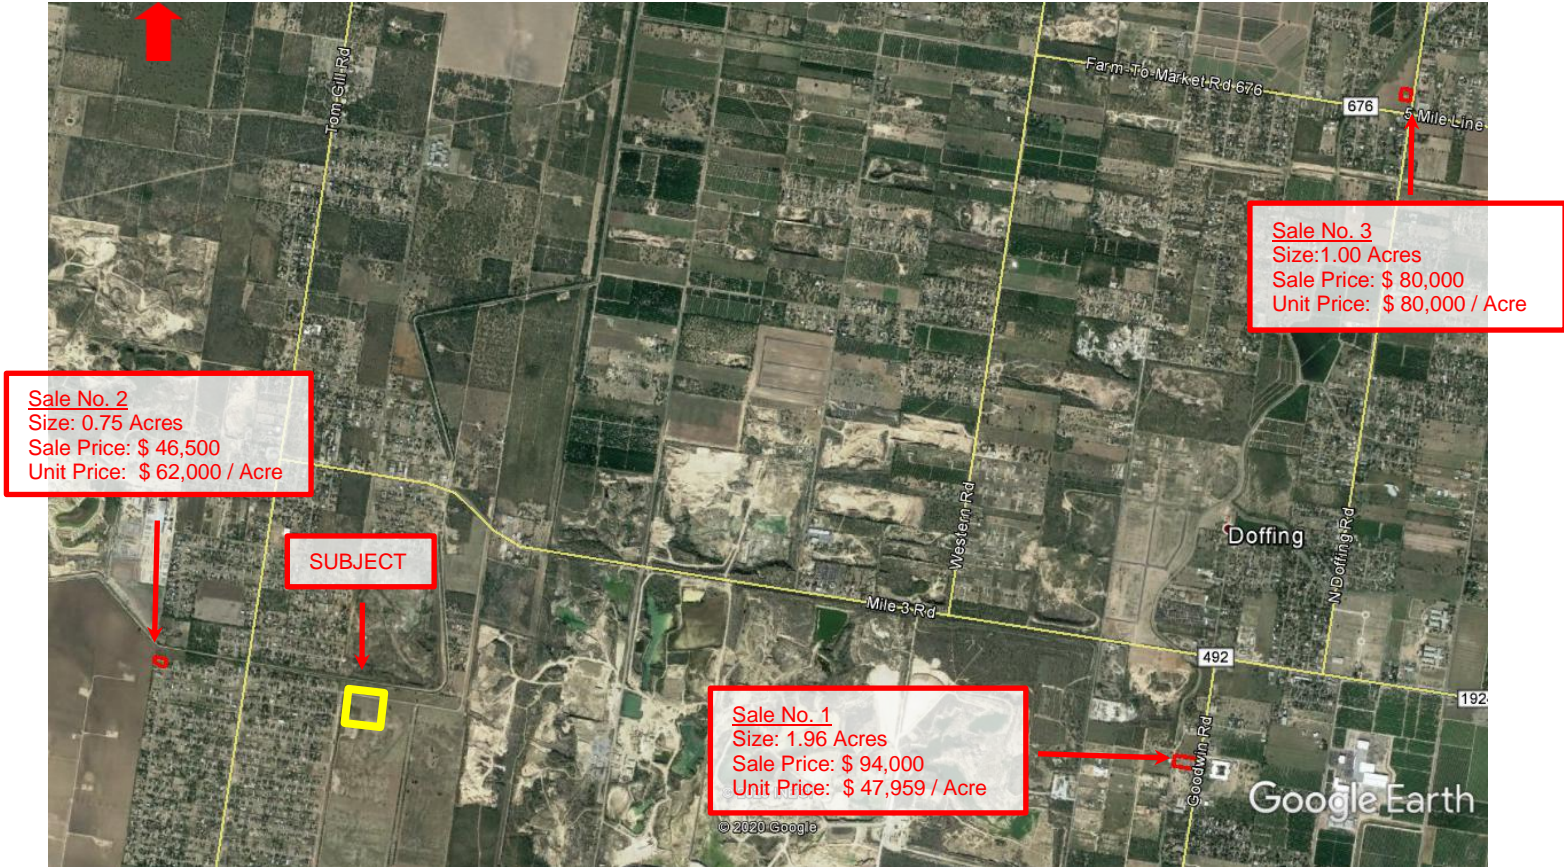 Tom Gill Rd
Farm-To-Market Rd 676
676
5 Mile Line
Sale No. 3
Size:1.00 Acres
Sale Price: $ 80,000
Unit Price:  $ 80,000 / Acre
Sale No. 2
Size: 0.75 Acres
Sale Price: $ 46,500
Unit Price:  $ 62,000 / Acre
SUBJECT
Western Rd
Doffing
N Doffing Rd
Mile 3 Rd
492
1924
Sale No. 1
Size: 1.96 Acres
Sale Price: $ 94,000
Unit Price:  $ 47,959 / Acre
Goodwin Rd
Google Earth
© 2020 Google